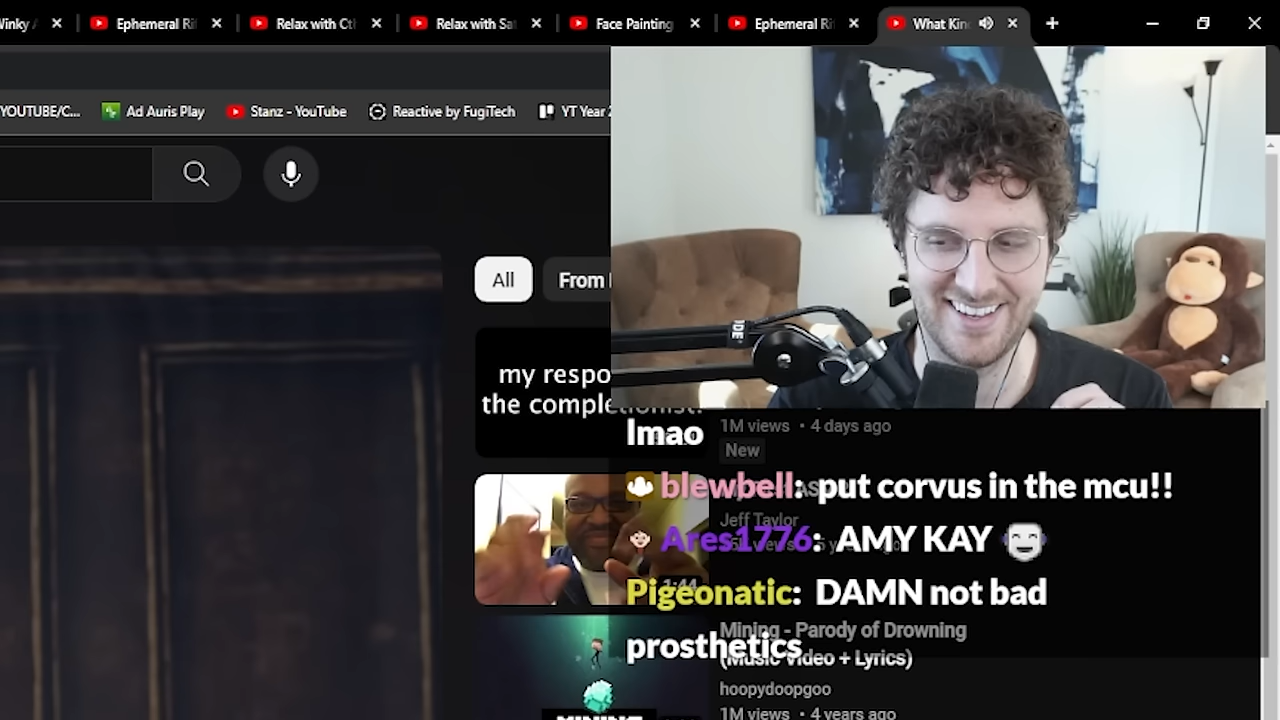 Winky A
Ephemeral Ri
Relax with Ct
Relax with Sa
Face Painting
Ephemeral Ri
What Kin
YOUTUBE/C...
Ad Auris Play
Stanz - YouTube
Reactive by FugiTech
YT Year 2
All
From
my respo
the completionist:
1M views • 4 days ago
New
lmao
blewbell: put corvus in the mcu!!
Jeff Taylor
Ares1776: AMY KAY
1:44
Pigeonatic: DAMN not bad
prosthetics
Mining - Parody of Drowning
(Music Video + Lyrics)
hoopydoopgoo
1M views • 4 years ago
MINING